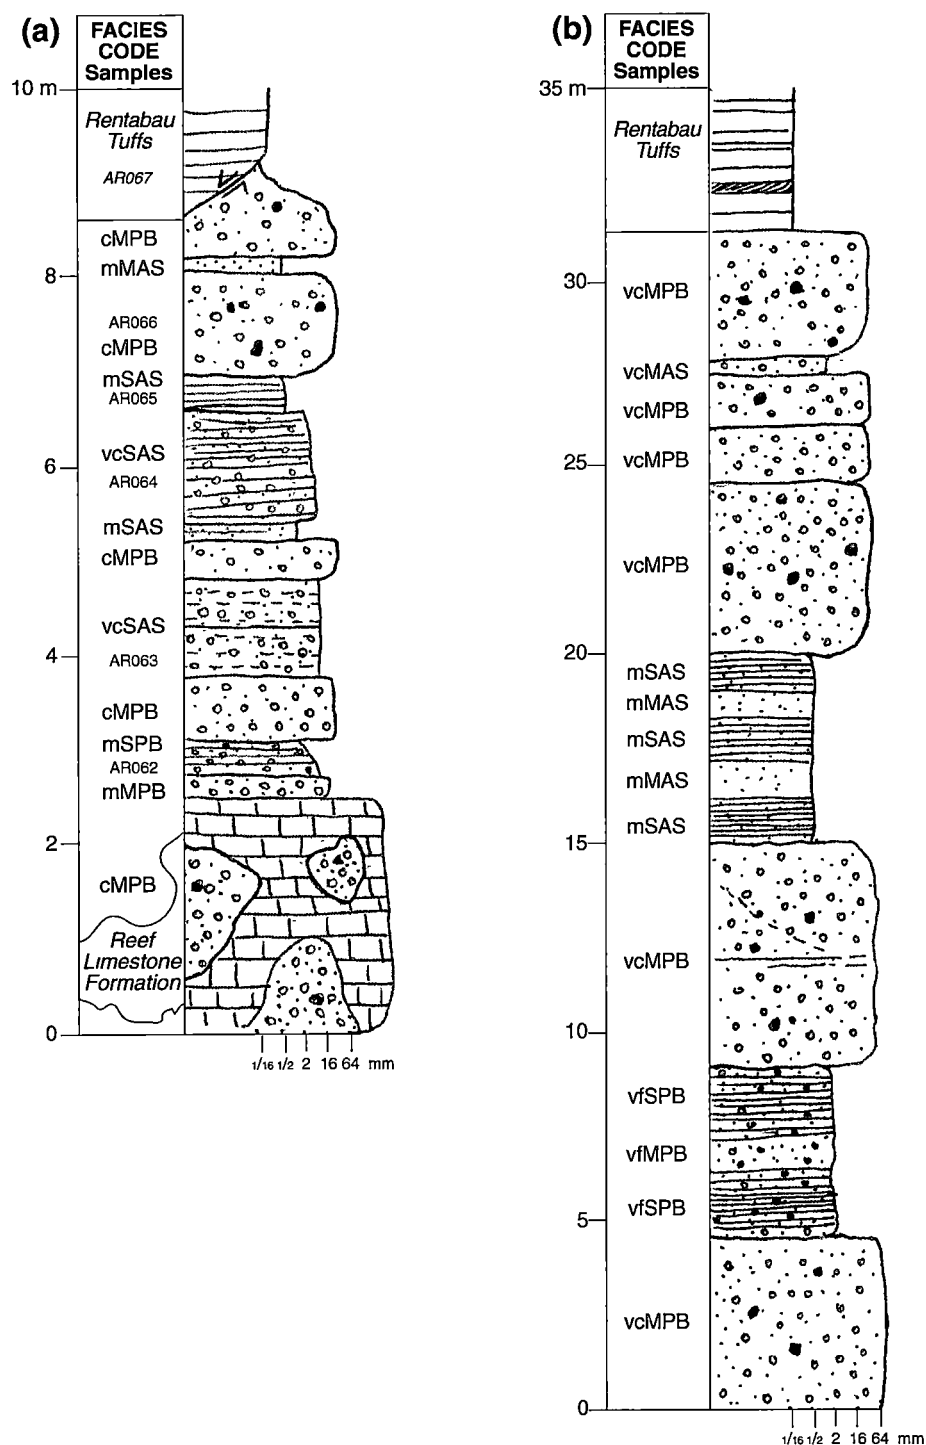 (a)
FACIES
CODE
Samples
10 m
Rentabau
Tuffs
AR067
cMPB
mMAS
8
AR066
cMPB
mSAS
AR065
vcSAS
6
AR064
mSAS
cMPB
vcSAS
4
AR063
cMPB
mSPB
AR062
mMPB
2
cMPB
Reef
Limestone
Formation
0
1/16 1/2 2 16 64 mm
(b)
FACIES
CODE
Samples
35 m
Rentabau
Tuffs
30
vcMPB
vcMAS
vcMPB
25
vcMPB
vcMPB
20
mSAS
mMAS
mSAS
mMAS
mSAS
15
vcMPB
10
vfSPB
vfMPB
vfSPB
5
vcMPB
0
1/16 1/2 2 16 64 mm